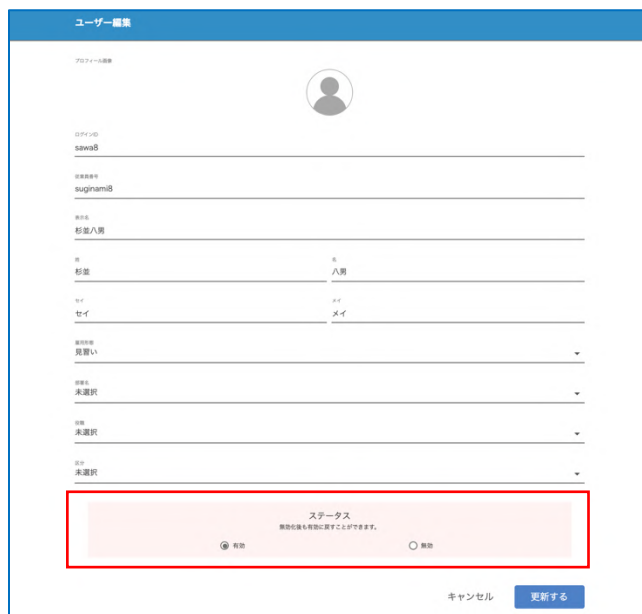 ユーザー編集
プロフィール画像
ログインID
sawa8
従業員番号
suginami8
表示名
杉並八男
姓 名
杉並 八男
セイ メイ
セイ メイ
雇用形態
見習い
部署名
未選択
役職
未選択
区分
未選択
ステータス
無効化後も有効に戻すことができます。
有効 無効
キャンセル 更新する